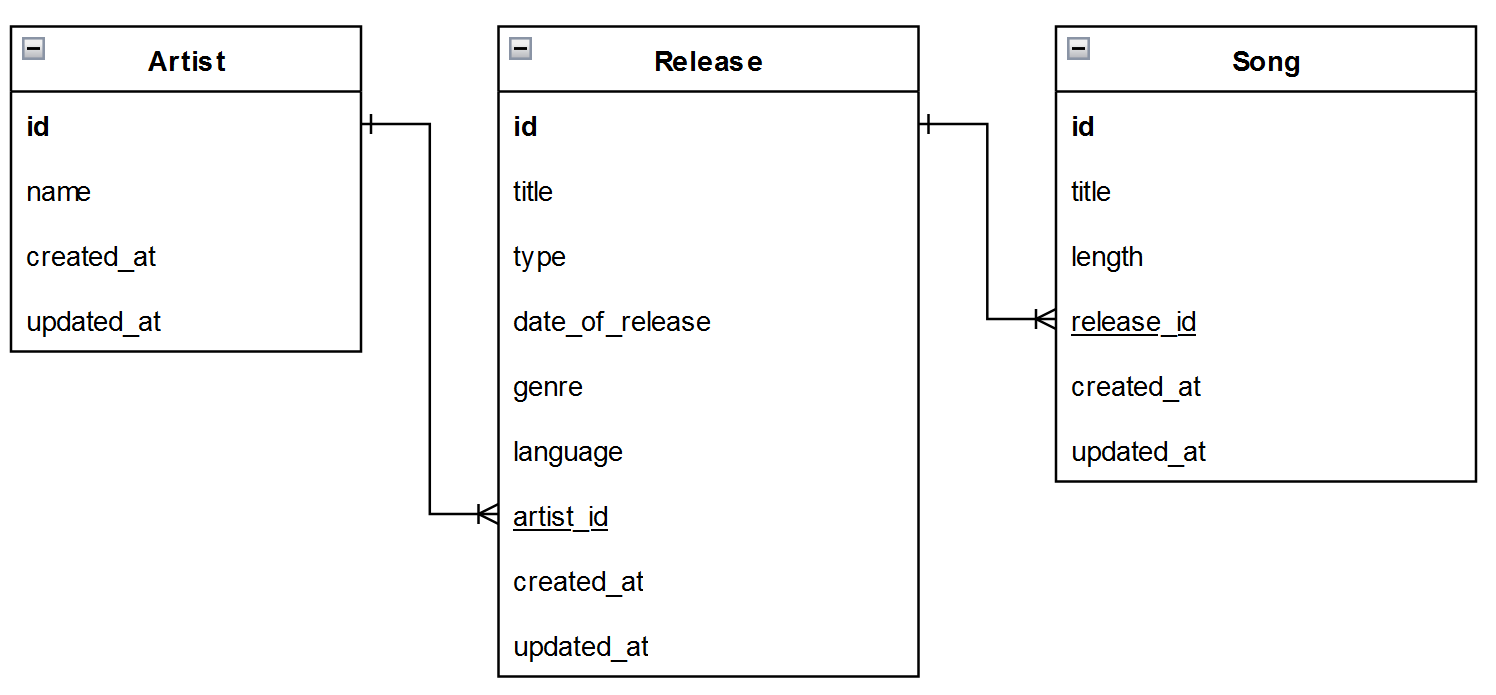 Artist
id
name
created_at
updated_at
Release
id
title
type
date_of_release
genre
language
artist_id
created_at
updated_at
Song
id
title
length
release_id
created_at
updated_at